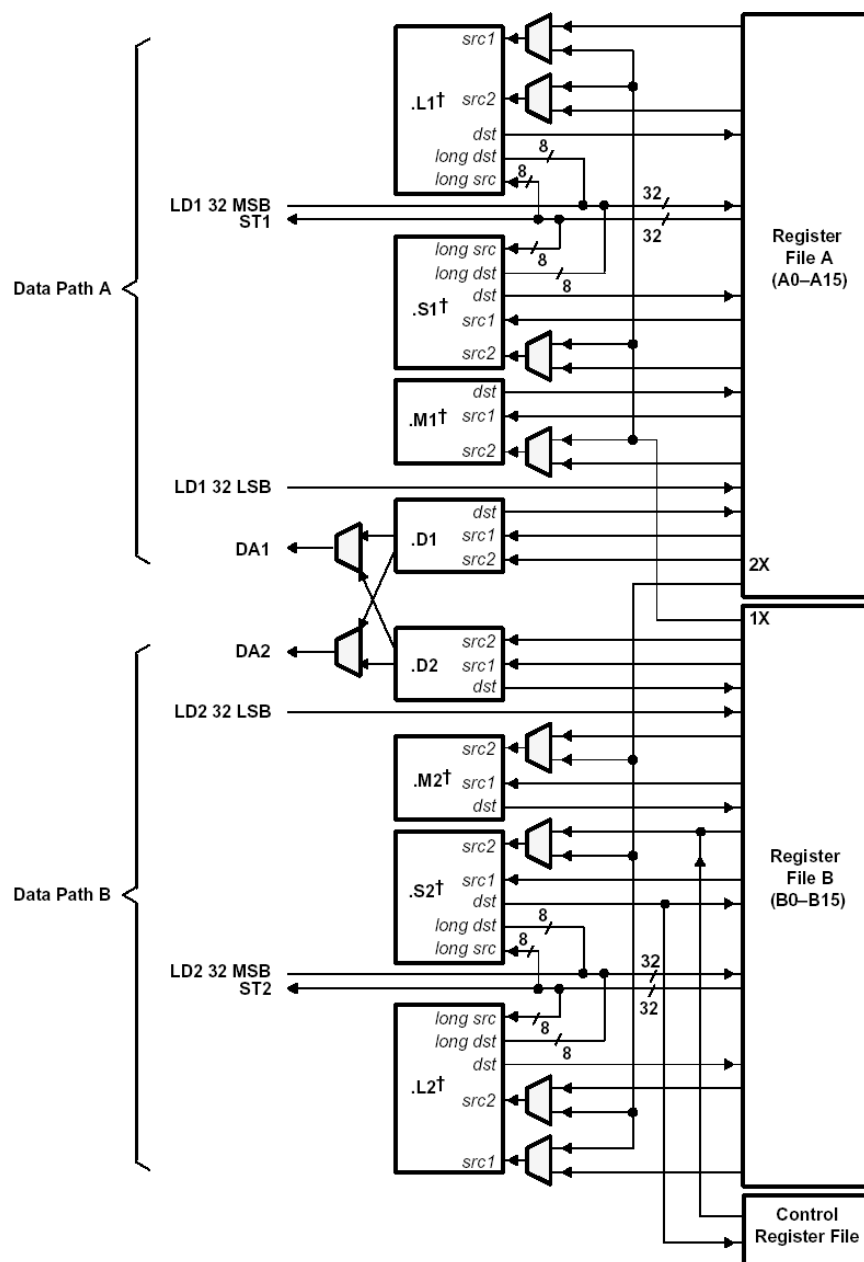 src1
.L1†
src2
dst
long dst
8
long src
8
LD1 32 MSB
32
ST1
32
Register
File A
(A0–A15)
long src
8
long dst
8
Data Path A
.S1†
dst
src1
src2
dst
.M1†
src1
src2
LD1 32 LSB
dst
DA1
.D1
src1
src2
2X
1X
DA2
.D2
src2
src1
dst
LD2 32 LSB
src2
.M2†
src1
dst
src2
Register
File B
(B0–B15)
Data Path B
.S2†
src1
dst
long dst
8
long src
8
LD2 32 MSB
32
ST2
32
long src
8
long dst
8
dst
.L2†
src2
src1
Control
Register File